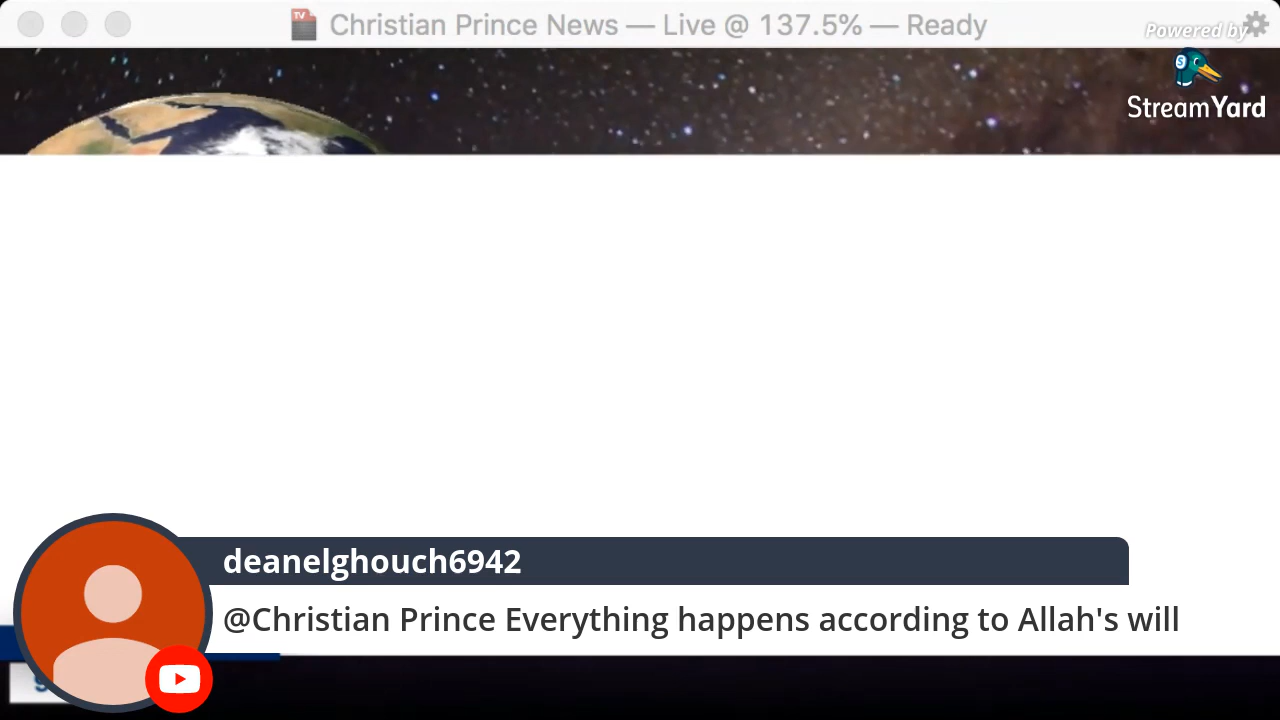 TV
Christian Prince News — Live @ 137.5% — Ready
Powered by
S
StreamYard
deanelghouch6942
@Christian Prince Everything happens according to Allah's will